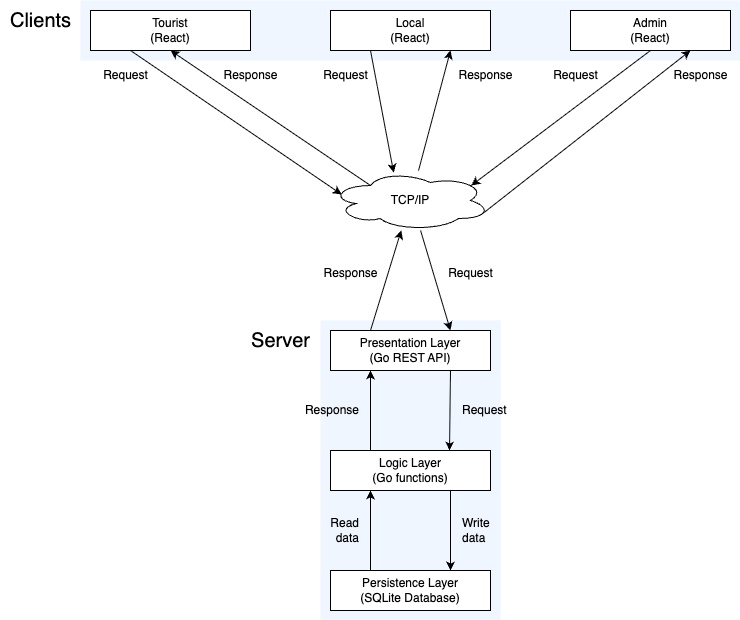 Clients
Tourist
(React)
Local
(React)
Admin
(React)
Request
Response
Request
Response
Request
Response
TCP/IP
Response
Request
Server
Presentation Layer
(Go REST API)
Response
Request
Logic Layer
(Go functions)
Read
data
Write
data
Persistence Layer
(SQLite Database)